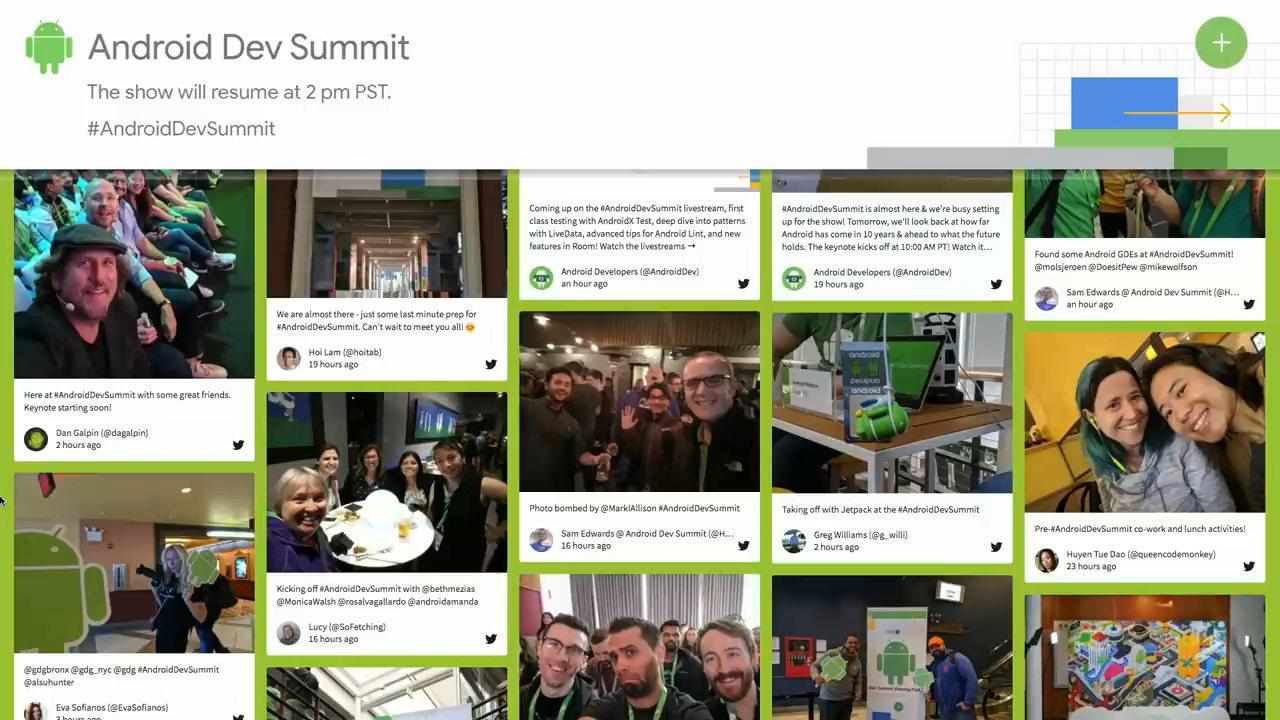 Android Dev Summit
The show will resume at 2 pm PST.
#AndroidDevSummit
Here at #AndroidDevSummit with some great friends.
Keynote starting soon!
Dan Galpin (@dagalpin)
2 hours ago
@gdgbronx @gdg_nyc @gdg #AndroidDevSummit
@alsuhunter
Eva Sofianos (@EvaSofianos)
3 hours ago
We are almost there - just some last minute prep for
#AndroidDevSummit. Can't wait to meet you all! 😊
Hoi Lam (@hoitab)
19 hours ago
Kicking off #AndroidDevSummit with @bethmezias
@MonicaWalsh @rosalvagallardo @androidamanda
Lucy (@SoFetching)
16 hours ago
Coming up on the #AndroidDevSummit livestream, first
class testing with AndroidX Test, deep dive into patterns
with LiveData, advanced tips for Android Lint, and new
features in Room! Watch the livestreams →
Android Developers (@AndroidDev)
an hour ago
Photo bombed by @MarkIAllison #AndroidDevSummit
Sam Edwards @ Android Dev Summit (@H...
16 hours ago
#AndroidDevSummit is almost here & we're busy setting
up for the show! Tomorrow, we'll look back at how far
Android has come in 10 years & ahead to what the future
holds. The keynote kicks off at 10:00 AM PT! Watch it...
Android Developers (@AndroidDev)
19 hours ago
android
android
Taking off with Jetpack at the #AndroidDevSummit
Greg Williams (@g_willi)
2 hours ago
Found some Android GDEs at #AndroidDevSummit!
@molsjeroen @DoesitPew @mikewolfson
Sam Edwards @ Android Dev Summit (@H...
an hour ago
Pre-#AndroidDevSummit co-work and lunch activities!
Huyen Tue Dao (@queencodemonkey)
23 hours ago